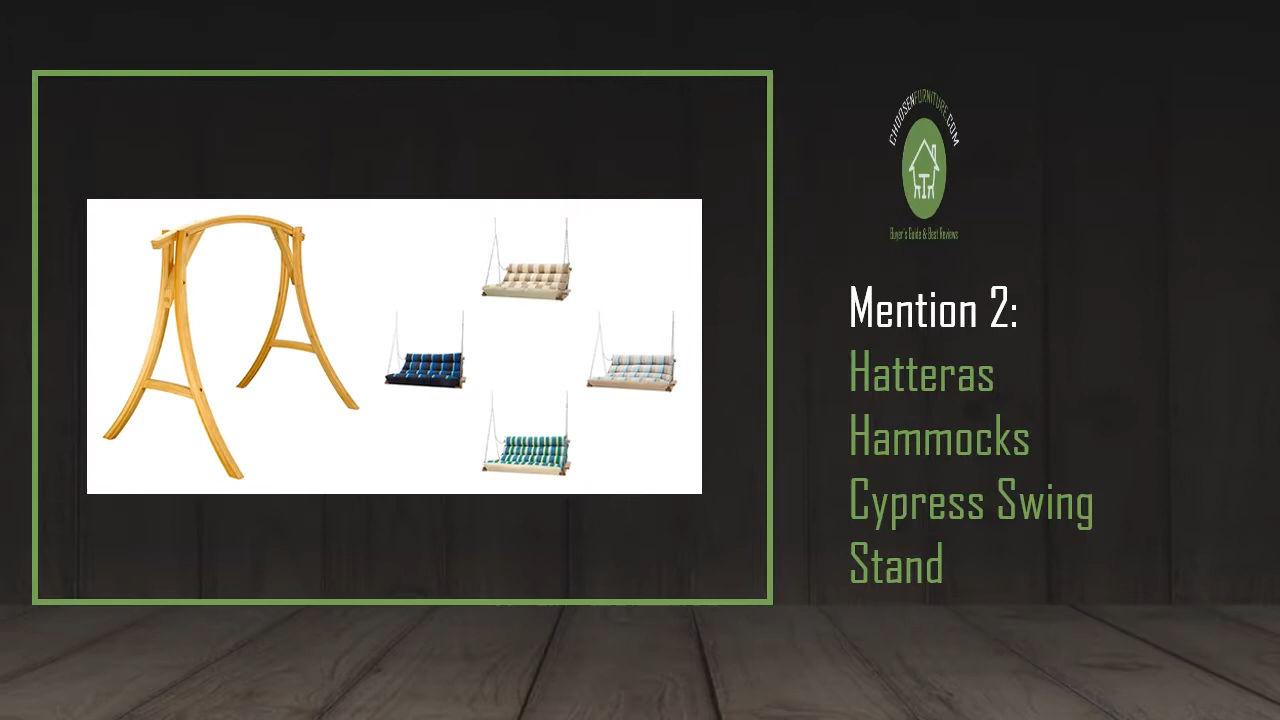 CHOOSENFURNITURE.COM
Buyer's Guide & Best Reviews
Mention 2:
Hatteras
Hammocks
Cypress Swing
Stand